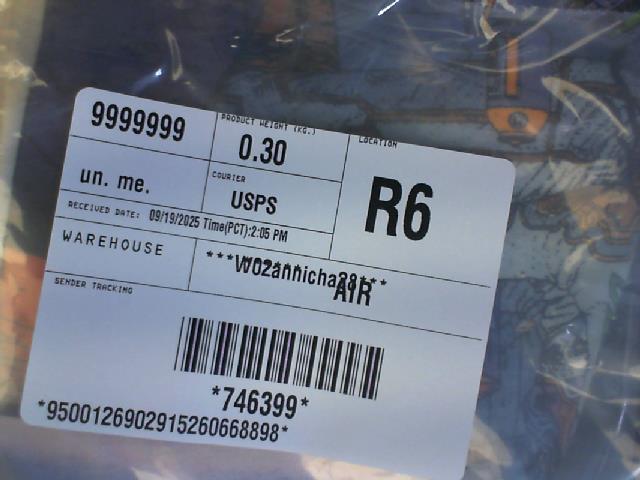 9999999
PRODUCT WEIGHT (KG.)
0.30
LOCATION
R6
un. me.
COURIER
USPS
RECEIVED DATE: 09/19/2025 Time(PCT):2:05 PM
WAREHOUSE
AIR
SENDER TRACKING
*746399*
*9500126902915260668898*